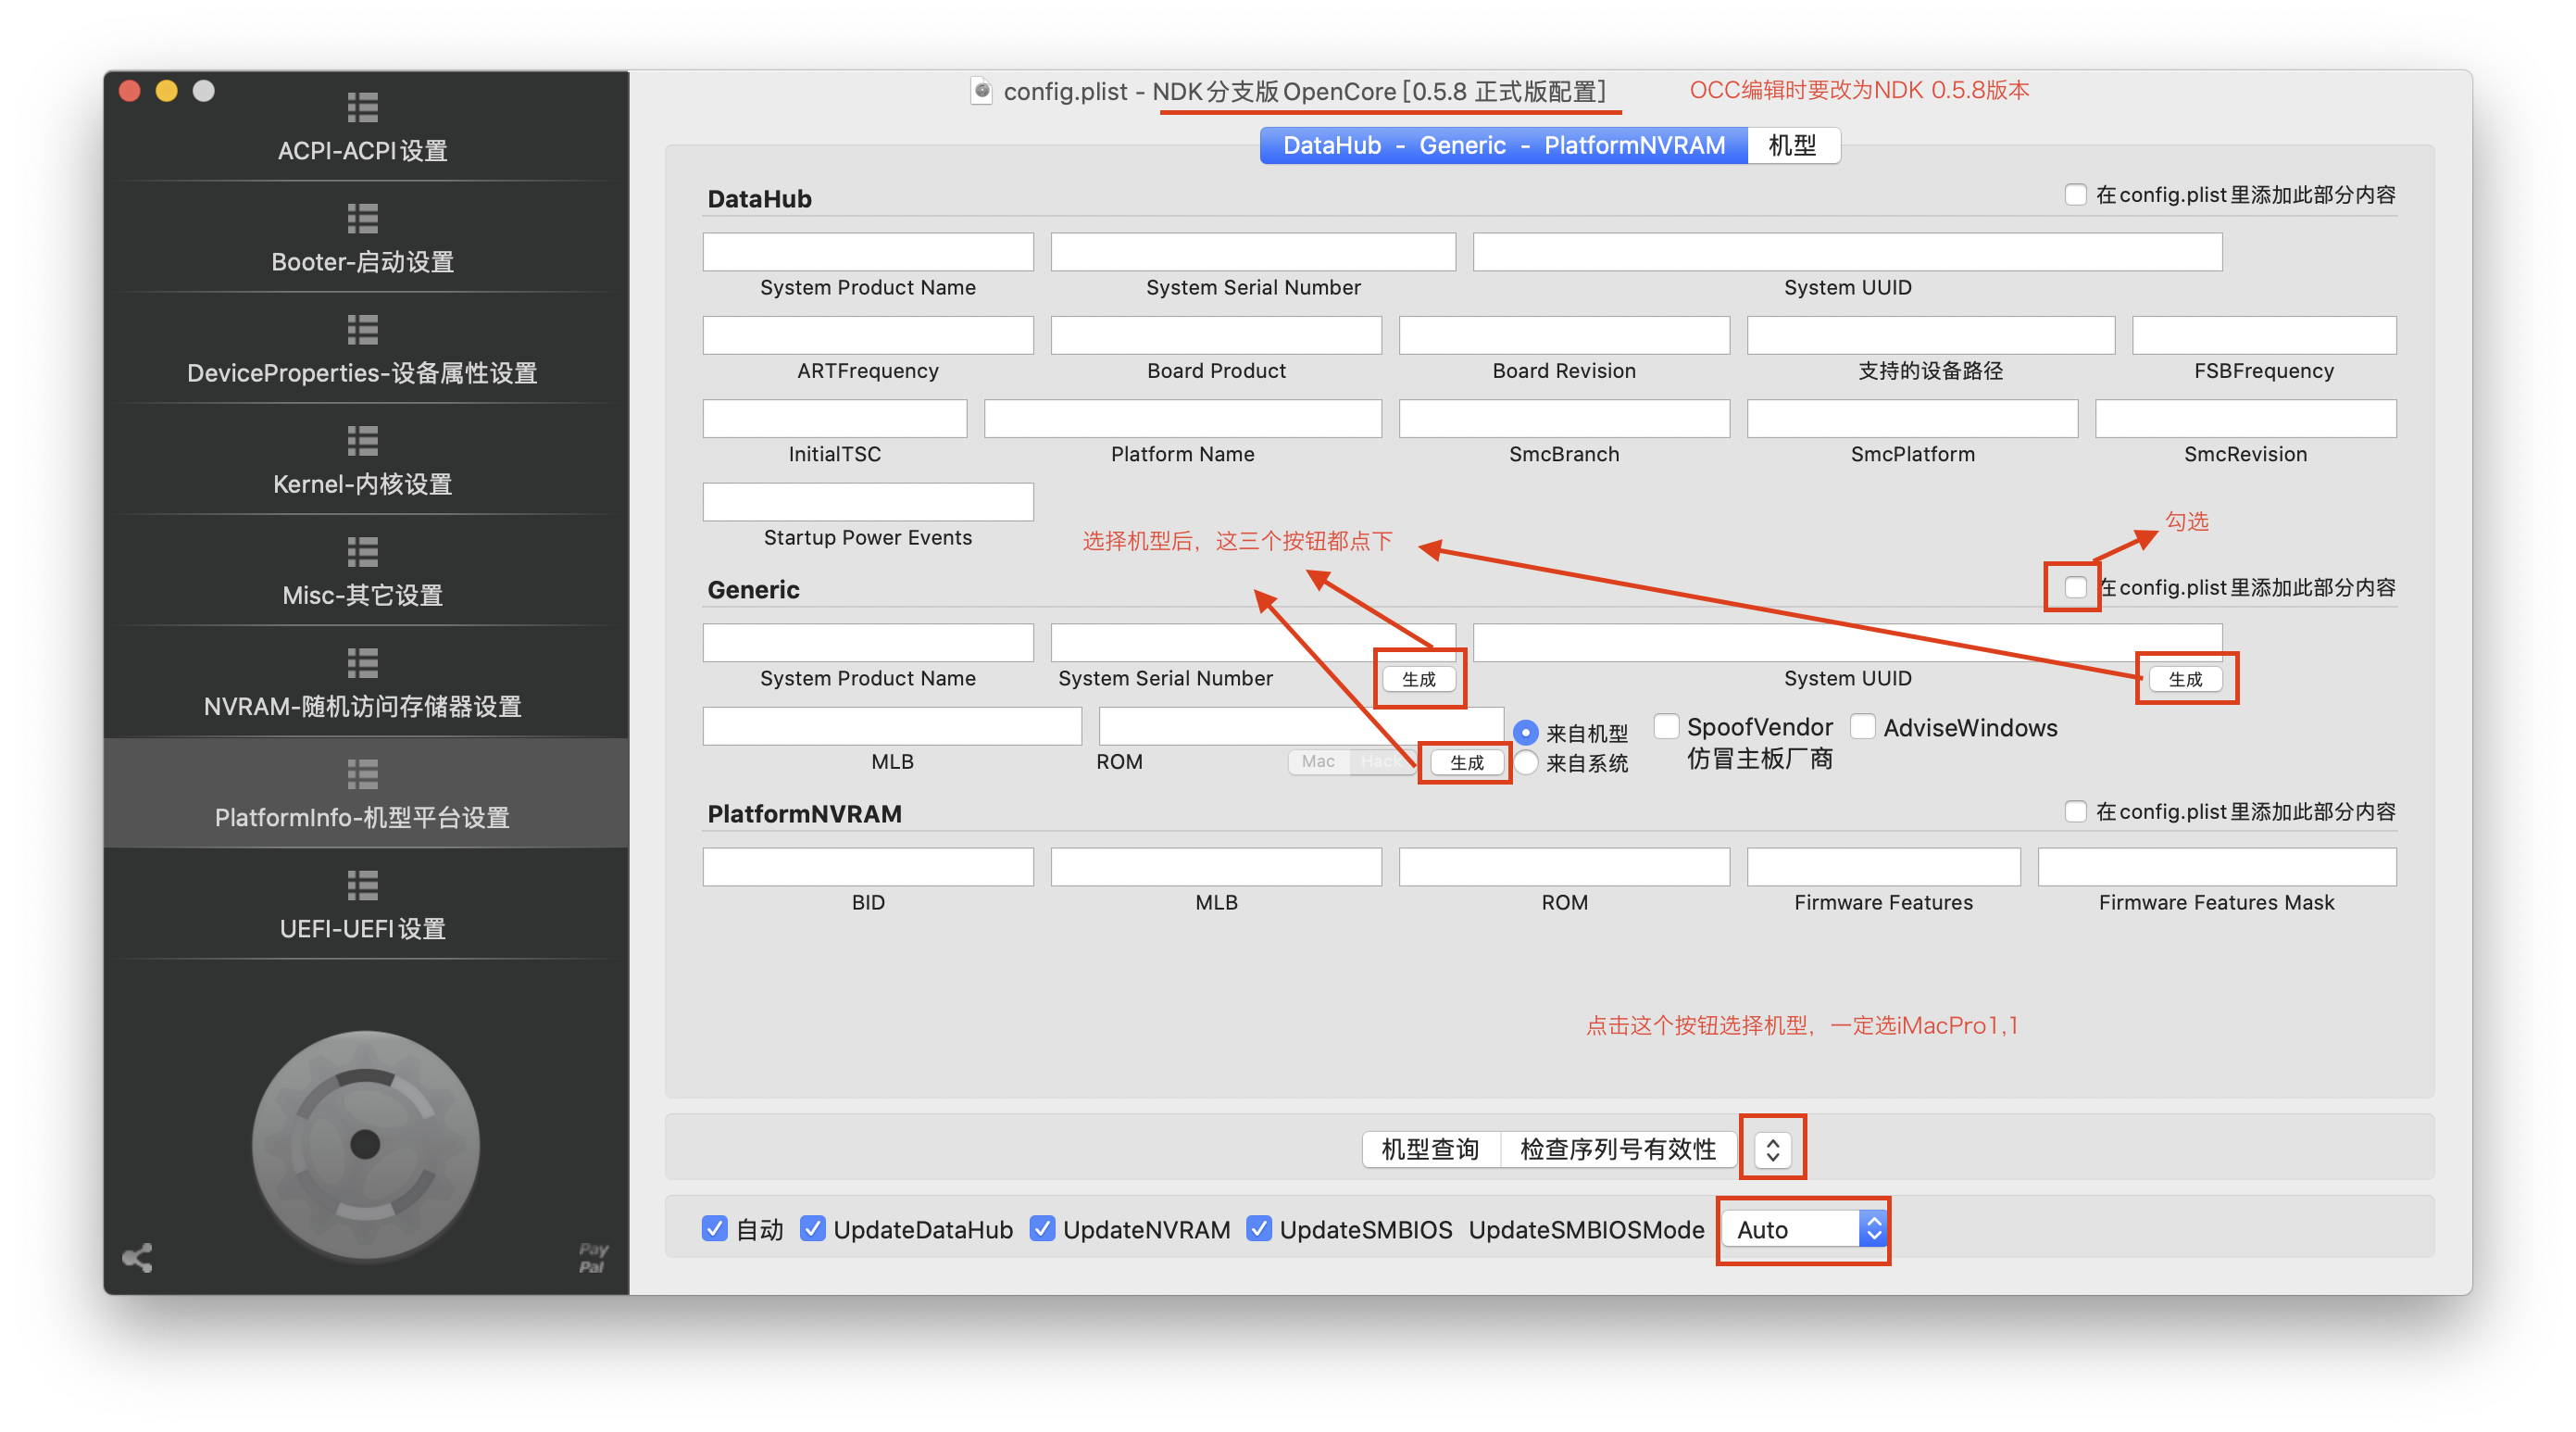 config.plist - NDK分支版OpenCore [0.5.8 正式版配置]
OCC编辑时要改为NDK 0.5.8版本
ACPI-ACPI设置
Booter-启动设置
DeviceProperties-设备属性设置
Kernel-内核设置
Misc-其它设置
NVRAM-随机访问存储器设置
PlatformInfo-机型平台设置
UEFI-UEFI设置
Pay
Pal
DataHub - Generic - PlatformNVRAM
机型
DataHub
在config.plist里添加此部分内容
System Product Name
System Serial Number
System UUID
ARTFrequency
Board Product
Board Revision
支持的设备路径
FSBFrequency
InitialTSC
Platform Name
SmcBranch
SmcPlatform
SmcRevision
Startup Power Events
选择机型后，这三个按钮都点下
勾选
Generic
在config.plist里添加此部分内容
System Product Name
System Serial Number
生成
System UUID
生成
MLB
ROM
Mac
Hack
生成
来自机型
来自系统
SpoofVendor
仿冒主板厂商
AdviseWindows
PlatformNVRAM
在config.plist里添加此部分内容
BID
MLB
ROM
Firmware Features
Firmware Features Mask
点击这个按钮选择机型，一定选iMacPro1,1
机型查询
检查序列号有效性
自动
UpdateDataHub
UpdateNVRAM
UpdateSMBIOS
UpdateSMBIOSMode
Auto